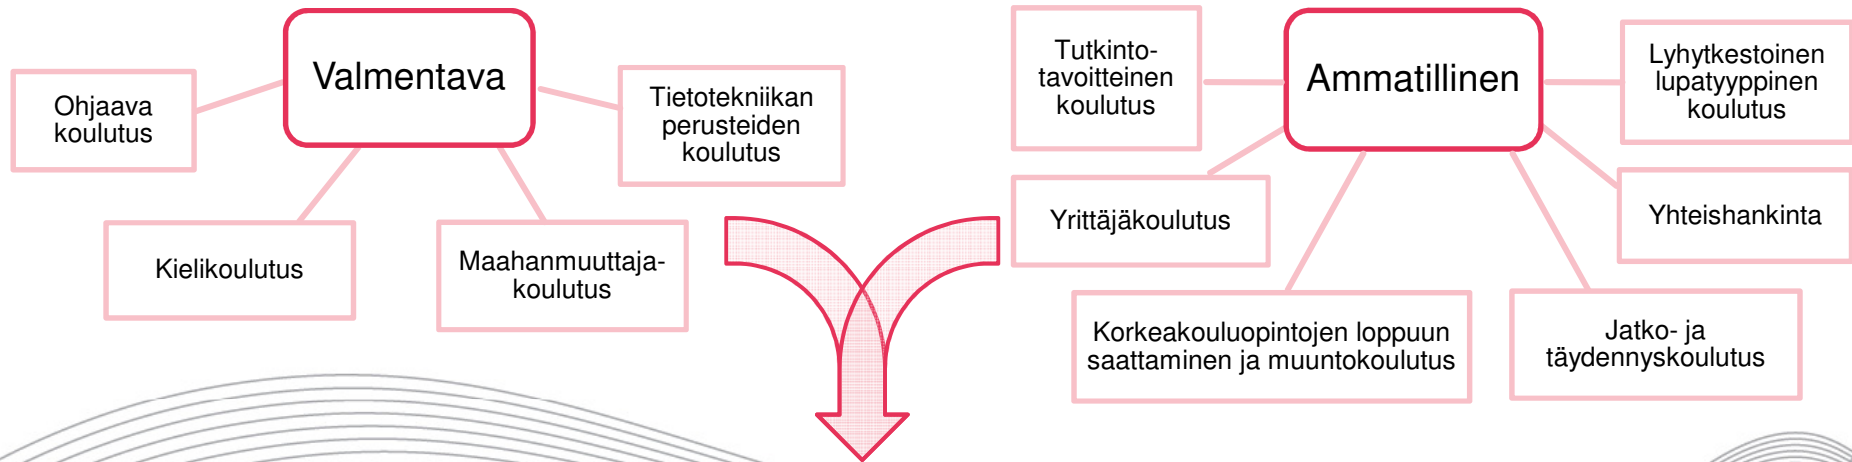 Valmentava
Ohjaava
koulutus
Tietotekniikan
perusteiden
koulutus
Kielikoulutus
Maahanmuuttaja-
koulutus
Ammatillinen
Tutkinto-
tavoitteinen
koulutus
Lyhytkestoinen
lupatyyppinen
koulutus
Yrittäjäkoulutus
Yhteishankinta
Korkeakouluopintojen loppuun
saattaminen ja muuntokoulutus
Jatko- ja
täydennyskoulutus